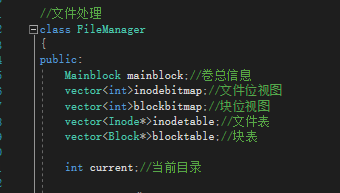 //文件处理
class FileManager
{
public:
Mainblock mainblock;//卷总信息
vector<int>inodebitmap;//文件位视图
vector<int>blockbitmap;//块位视图
vector<Inode*>inodetable;//文件表
vector<Block*>blocktable;//块表
int current;//当前目录